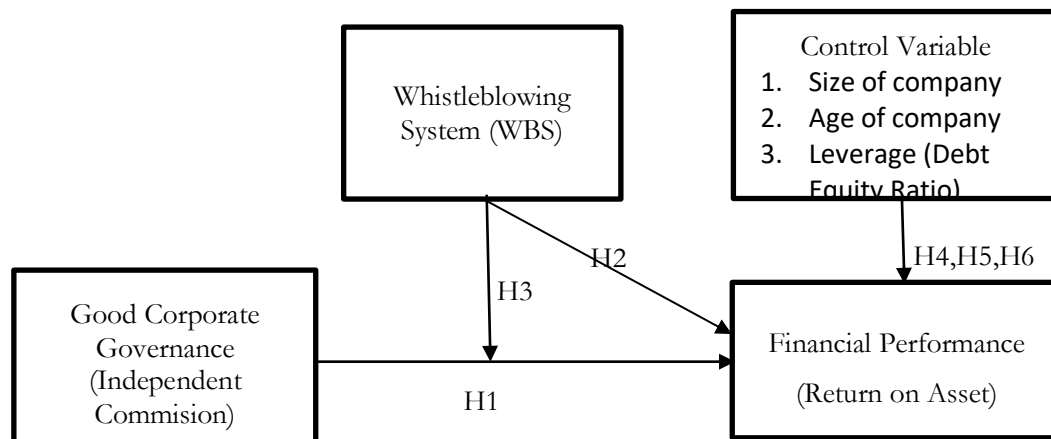 Whistleblowing
System (WBS)
Control Variable
1. Size of company
2. Age of company
3. Leverage (Debt
Equity Ratio)
H2
H3
H4,H5,H6
Good Corporate
Governance
(Independent
Commision)
H1
Financial Performance
(Return on Asset)